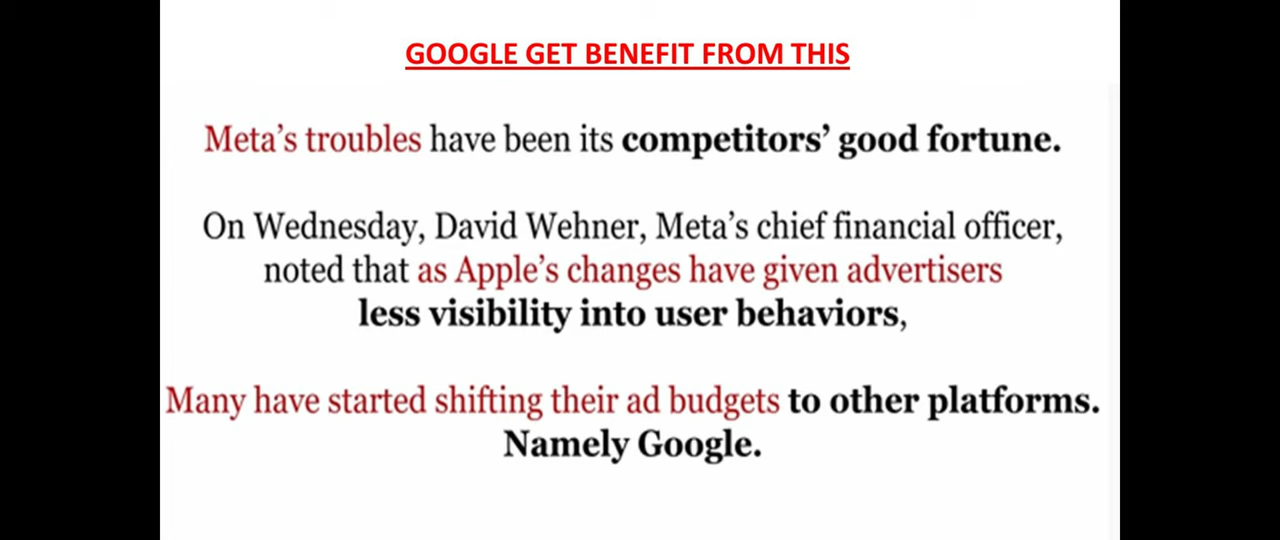 GOOGLE GET BENEFIT FROM THIS
Meta’s troubles have been its competitors’ good fortune.
On Wednesday, David Wehner, Meta’s chief financial officer,
noted that as Apple’s changes have given advertisers
less visibility into user behaviors,
Many have started shifting their ad budgets to other platforms.
Namely Google.